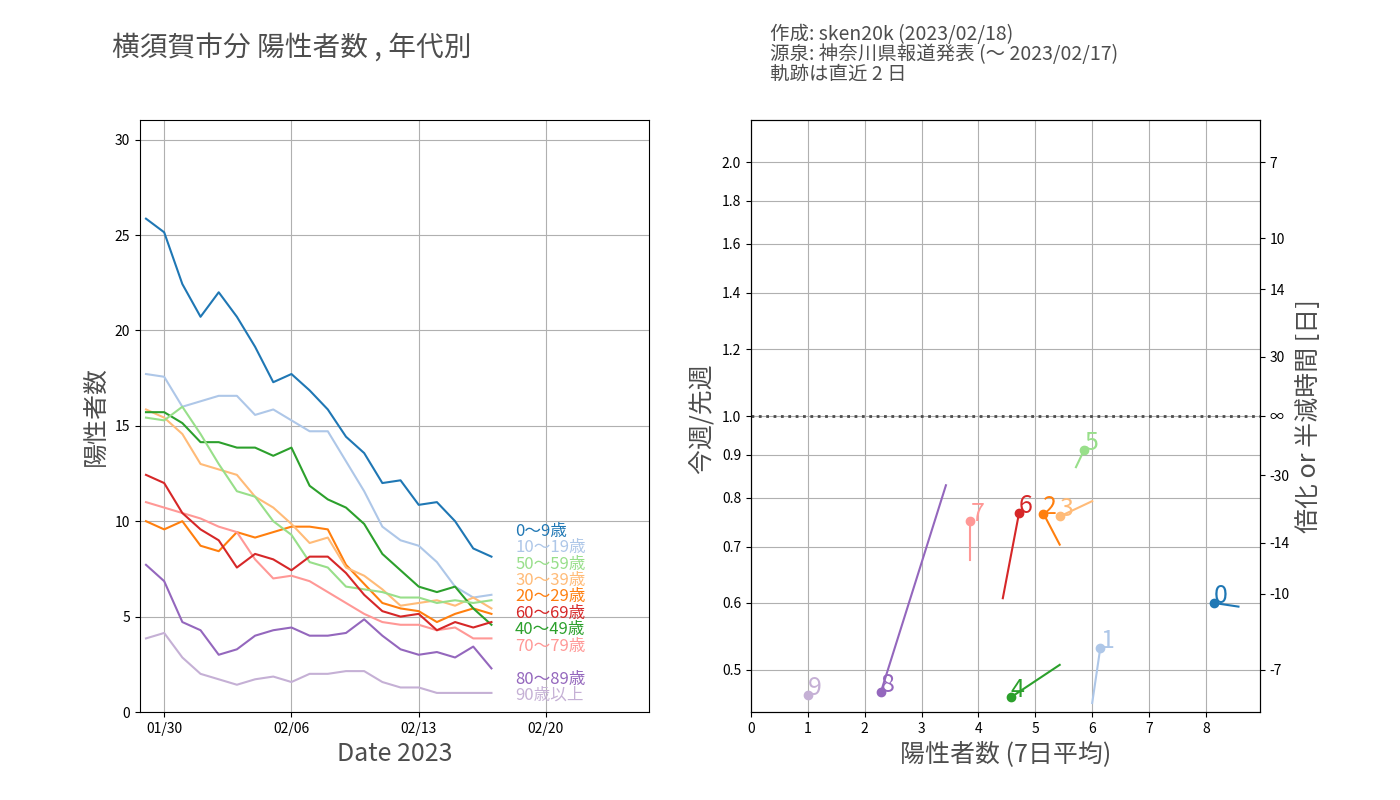 横須賀市分 陽性者数 , 年代別
作成: sken20k (2023/02/18)
源泉: 神奈川県報道発表 (〜 2023/02/17)
軌跡は直近 2 日
陽性者数
30
25
20
15
10
5
0
01/30
02/06
02/13
02/20
Date 2023
0〜9歳
10〜19歳
50〜59歳
30〜39歳
20〜29歳
60〜69歳
40〜49歳
70〜79歳
80〜89歳
90歳以上
今週/先週
2.0
1.8
1.6
1.4
1.2
1.0
0.9
0.8
0.7
0.6
0.5
0
1
2
3
4
5
6
7
8
陽性者数 (7日平均)
5
7
6
2
3
0
1
9
8
4
7
10
14
30
∞
-30
-14
-10
-7
倍化 or 半減時間 [日]